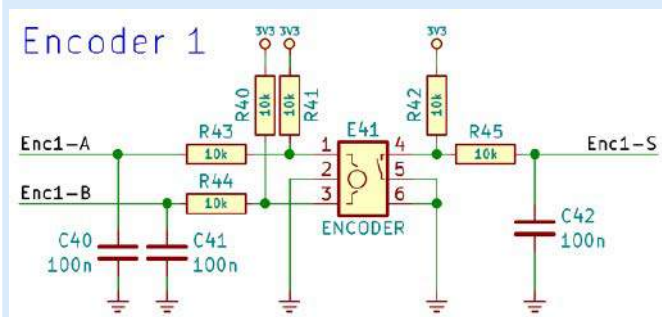 Encoder 1
3V3 3V3
3V3
R40
10k
R41
10k
R42
10k
Enc1-A
R43
10k
E41
1
2
3
4
5
6
ENCODER
R45
10k
Enc1-S
Enc1-B
R44
10k
C40
100n
C41
100n
C42
100n